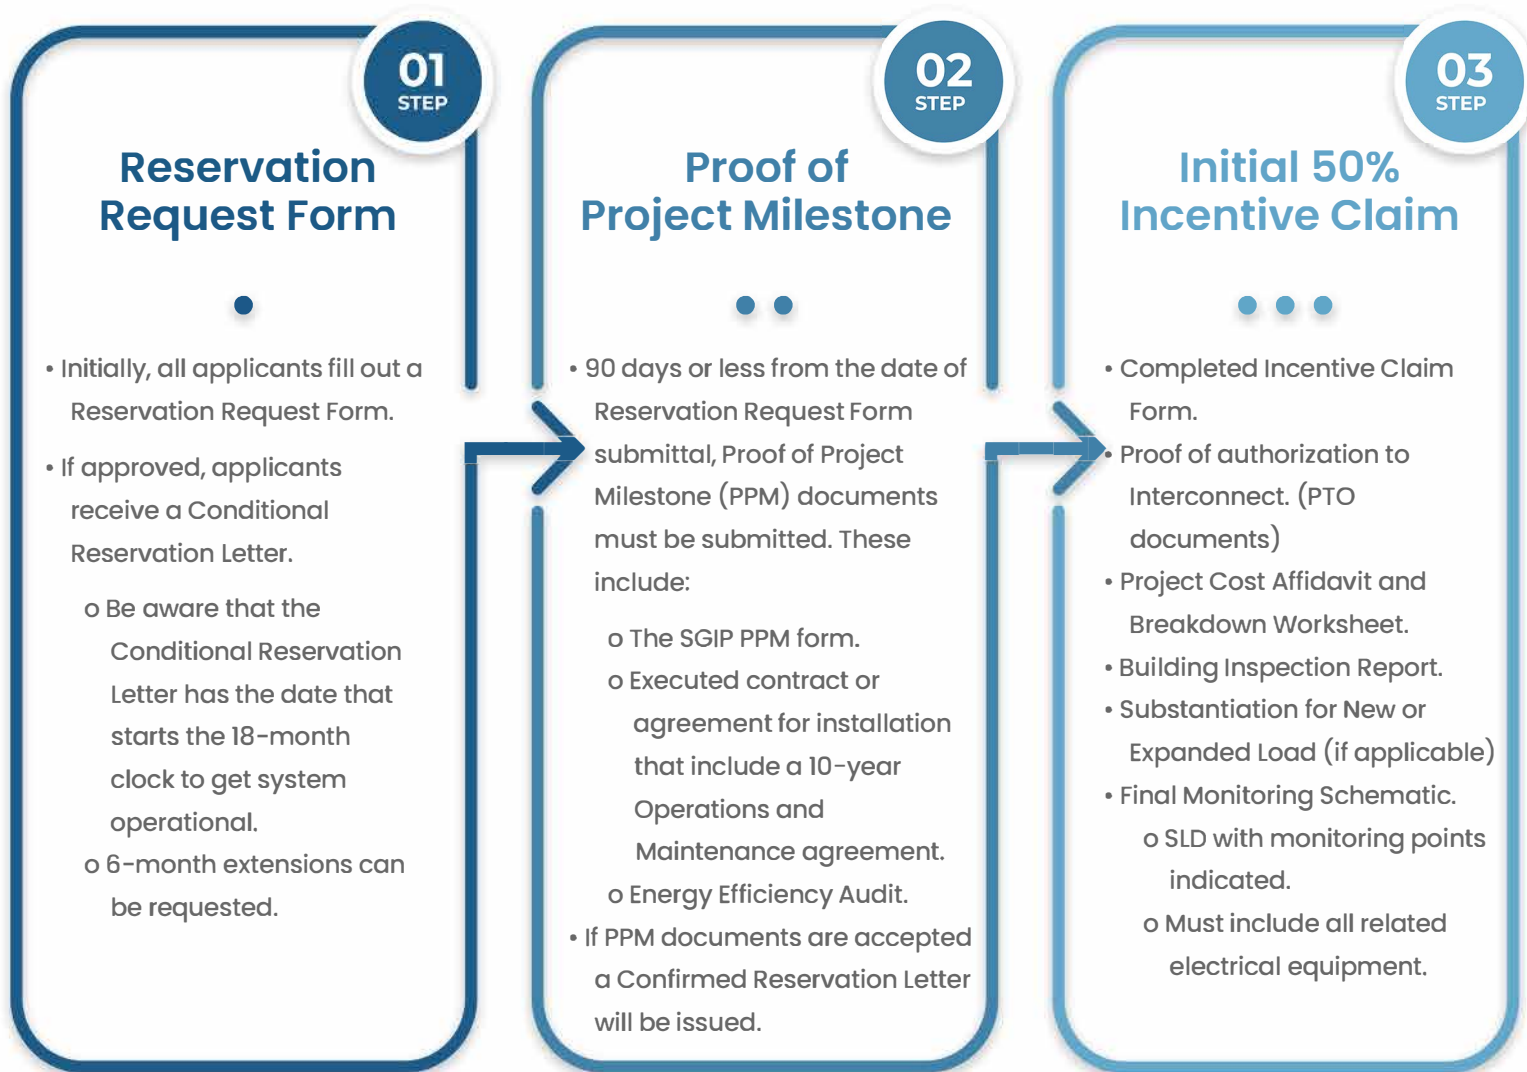 01
STEP
Reservation
Request Form
• Initially, all applicants fill out a
Reservation Request Form.
• If approved, applicants
receive a Conditional
Reservation Letter.
o Be aware that the
Conditional Reservation
Letter has the date that
starts the 18-month
clock to get system
operational.
o 6-month extensions can
be requested.
02
STEP
Proof of
Project Milestone
• 90 days or less from the date of
Reservation Request Form
submittal, Proof of Project
Milestone (PPM) documents
must be submitted. These
include:
o The SGIP PPM form.
o Executed contract or
agreement for installation
that include a 10-year
Operations and
Maintenance agreement.
o Energy Efficiency Audit.
• If PPM documents are accepted
a Confirmed Reservation Letter
will be issued.
03
STEP
Initial 50%
Incentive Claim
• Completed Incentive Claim
Form.
• Proof of authorization to
Interconnect. (PTO
documents)
• Project Cost Affidavit and
Breakdown Worksheet.
• Building Inspection Report.
• Substantiation for New or
Expanded Load (if applicable)
• Final Monitoring Schematic.
o SLD with monitoring points
indicated.
o Must include all related
electrical equipment.